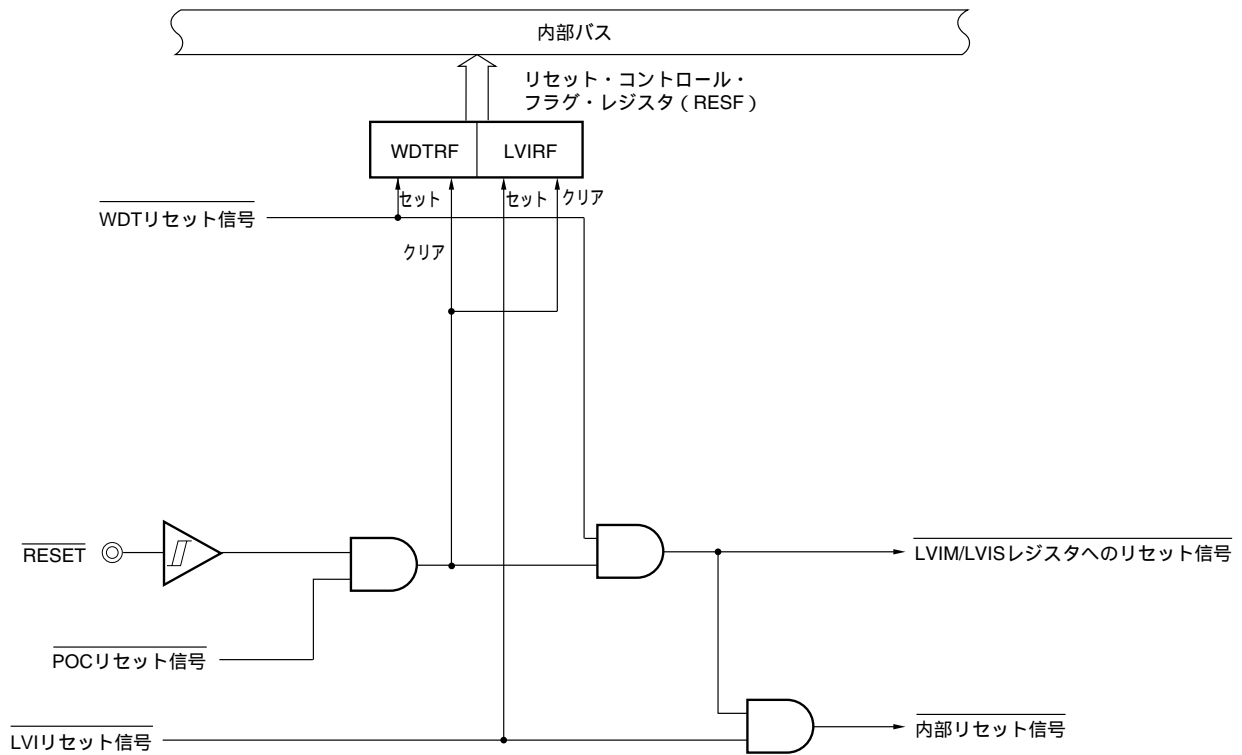 内部バス
リセット・コントロール・
フラグ・レジスタ（RESF）
WDTRF
LVIRF
セット
セット
クリア
WDTリセット信号
クリア
RESET
LVIM/LVISレジスタへのリセット信号
POCリセット信号
内部リセット信号
LVIリセット信号